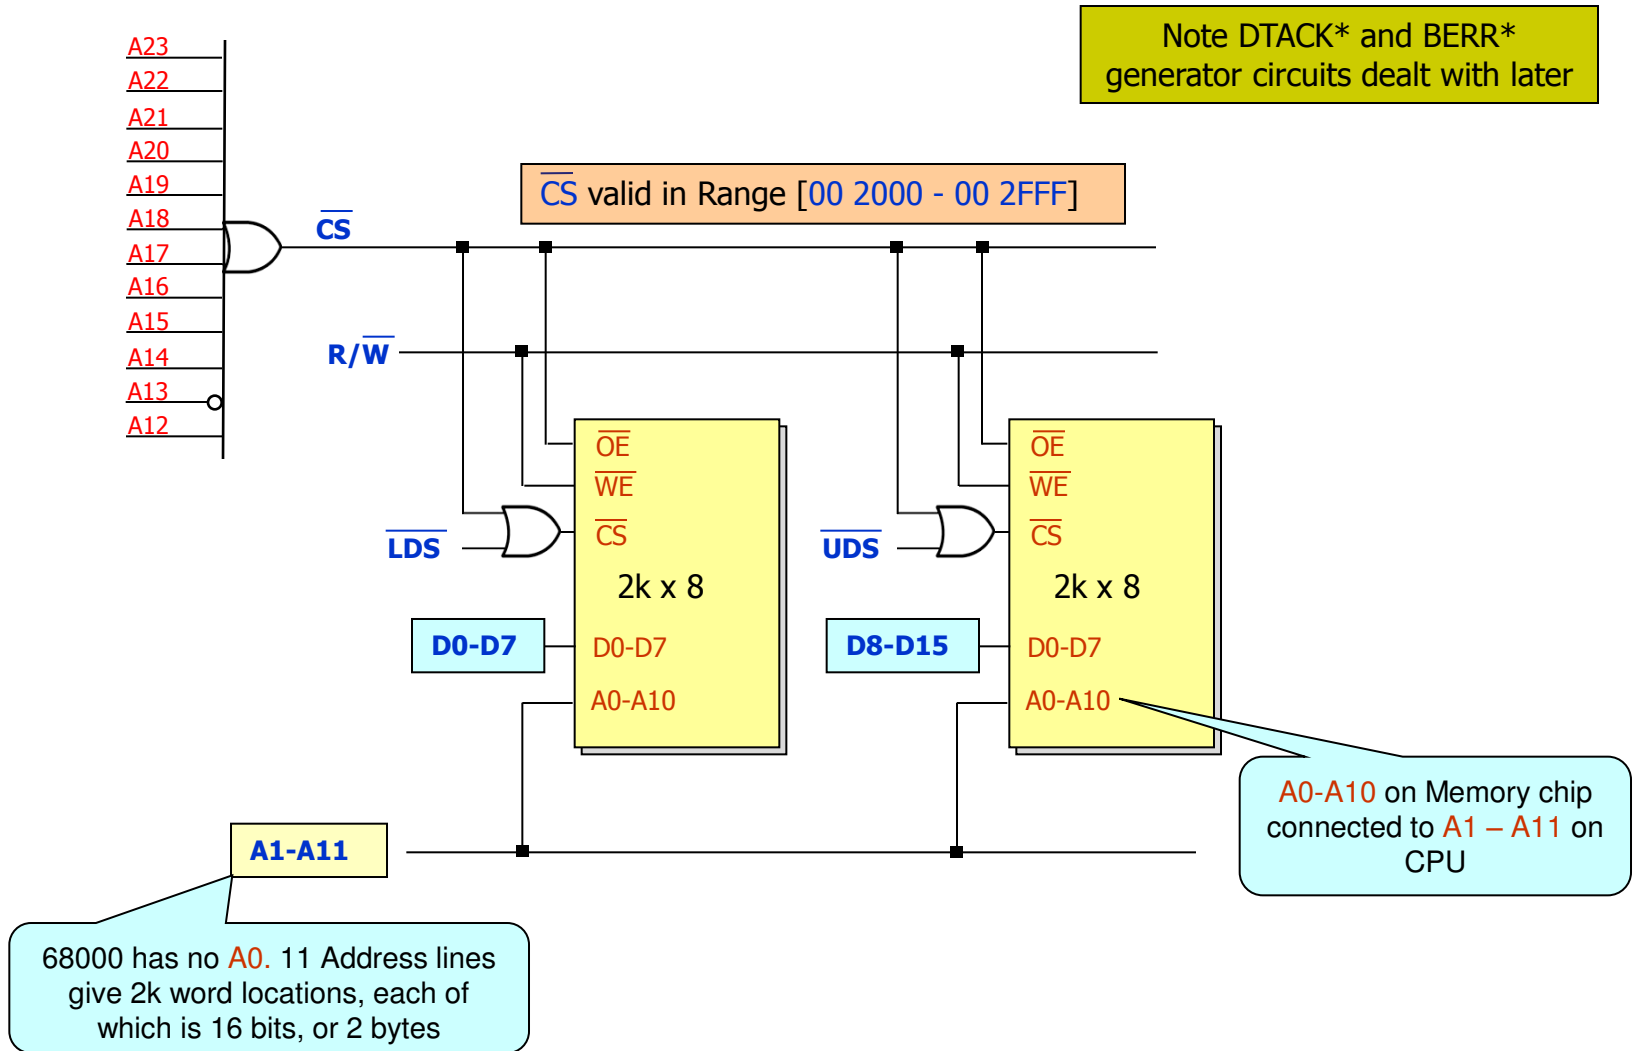 Note DTACK* and BERR*
generator circuits dealt with later
A23
A22
A21
A20
A19
A18
A17
A16
A15
A14
A13
A12
CS
CS valid in Range [00 2000 - 00 2FFF]
R/W
OE
WE
CS
LDS
2k x 8
D0-D7
D0-D7
A0-A10
OE
WE
CS
UDS
2k x 8
D8-D15
D0-D7
A0-A10
A0-A10 on Memory chip
connected to A1 – A11 on
CPU
A1-A11
68000 has no A0. 11 Address lines
give 2k word locations, each of
which is 16 bits, or 2 bytes